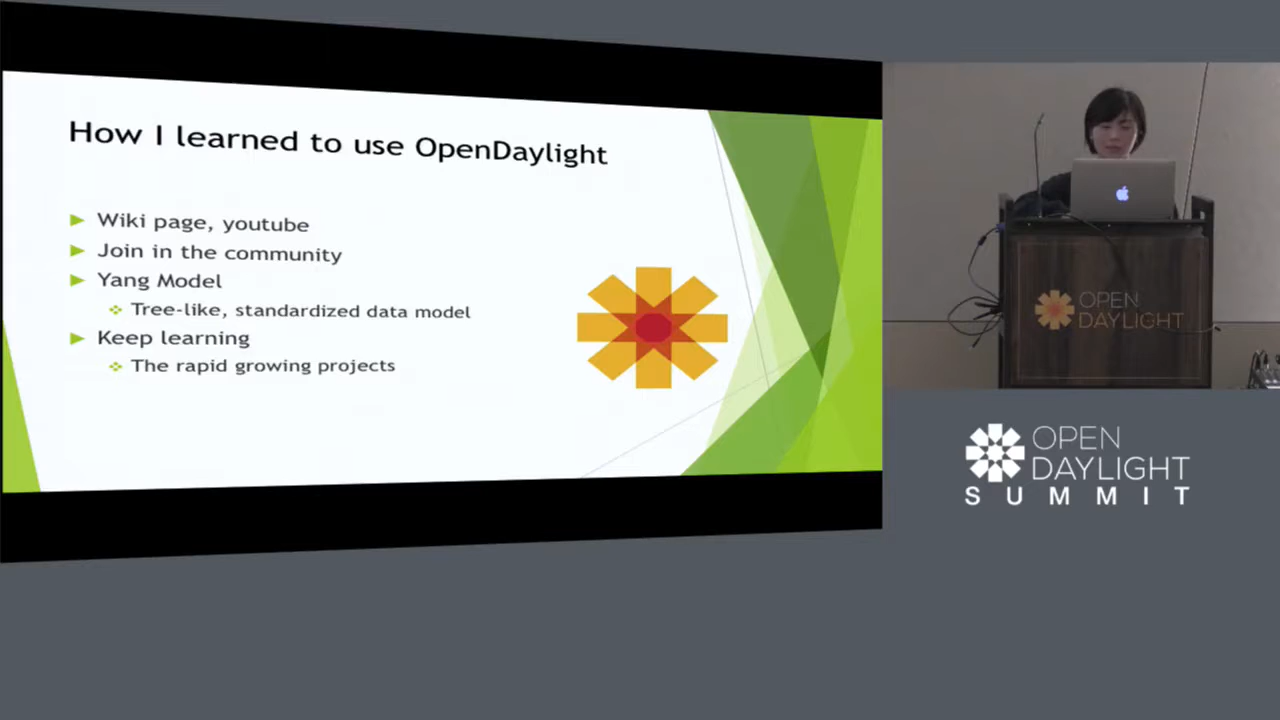 How I learned to use OpenDaylight
Wiki page, youtube
Join in the community
Yang Model
Tree-like, standardized data model
Keep learning
The rapid growing projects
OPEN
DAYLIGHT
OPEN
DAYLIGHT
SUMMIT